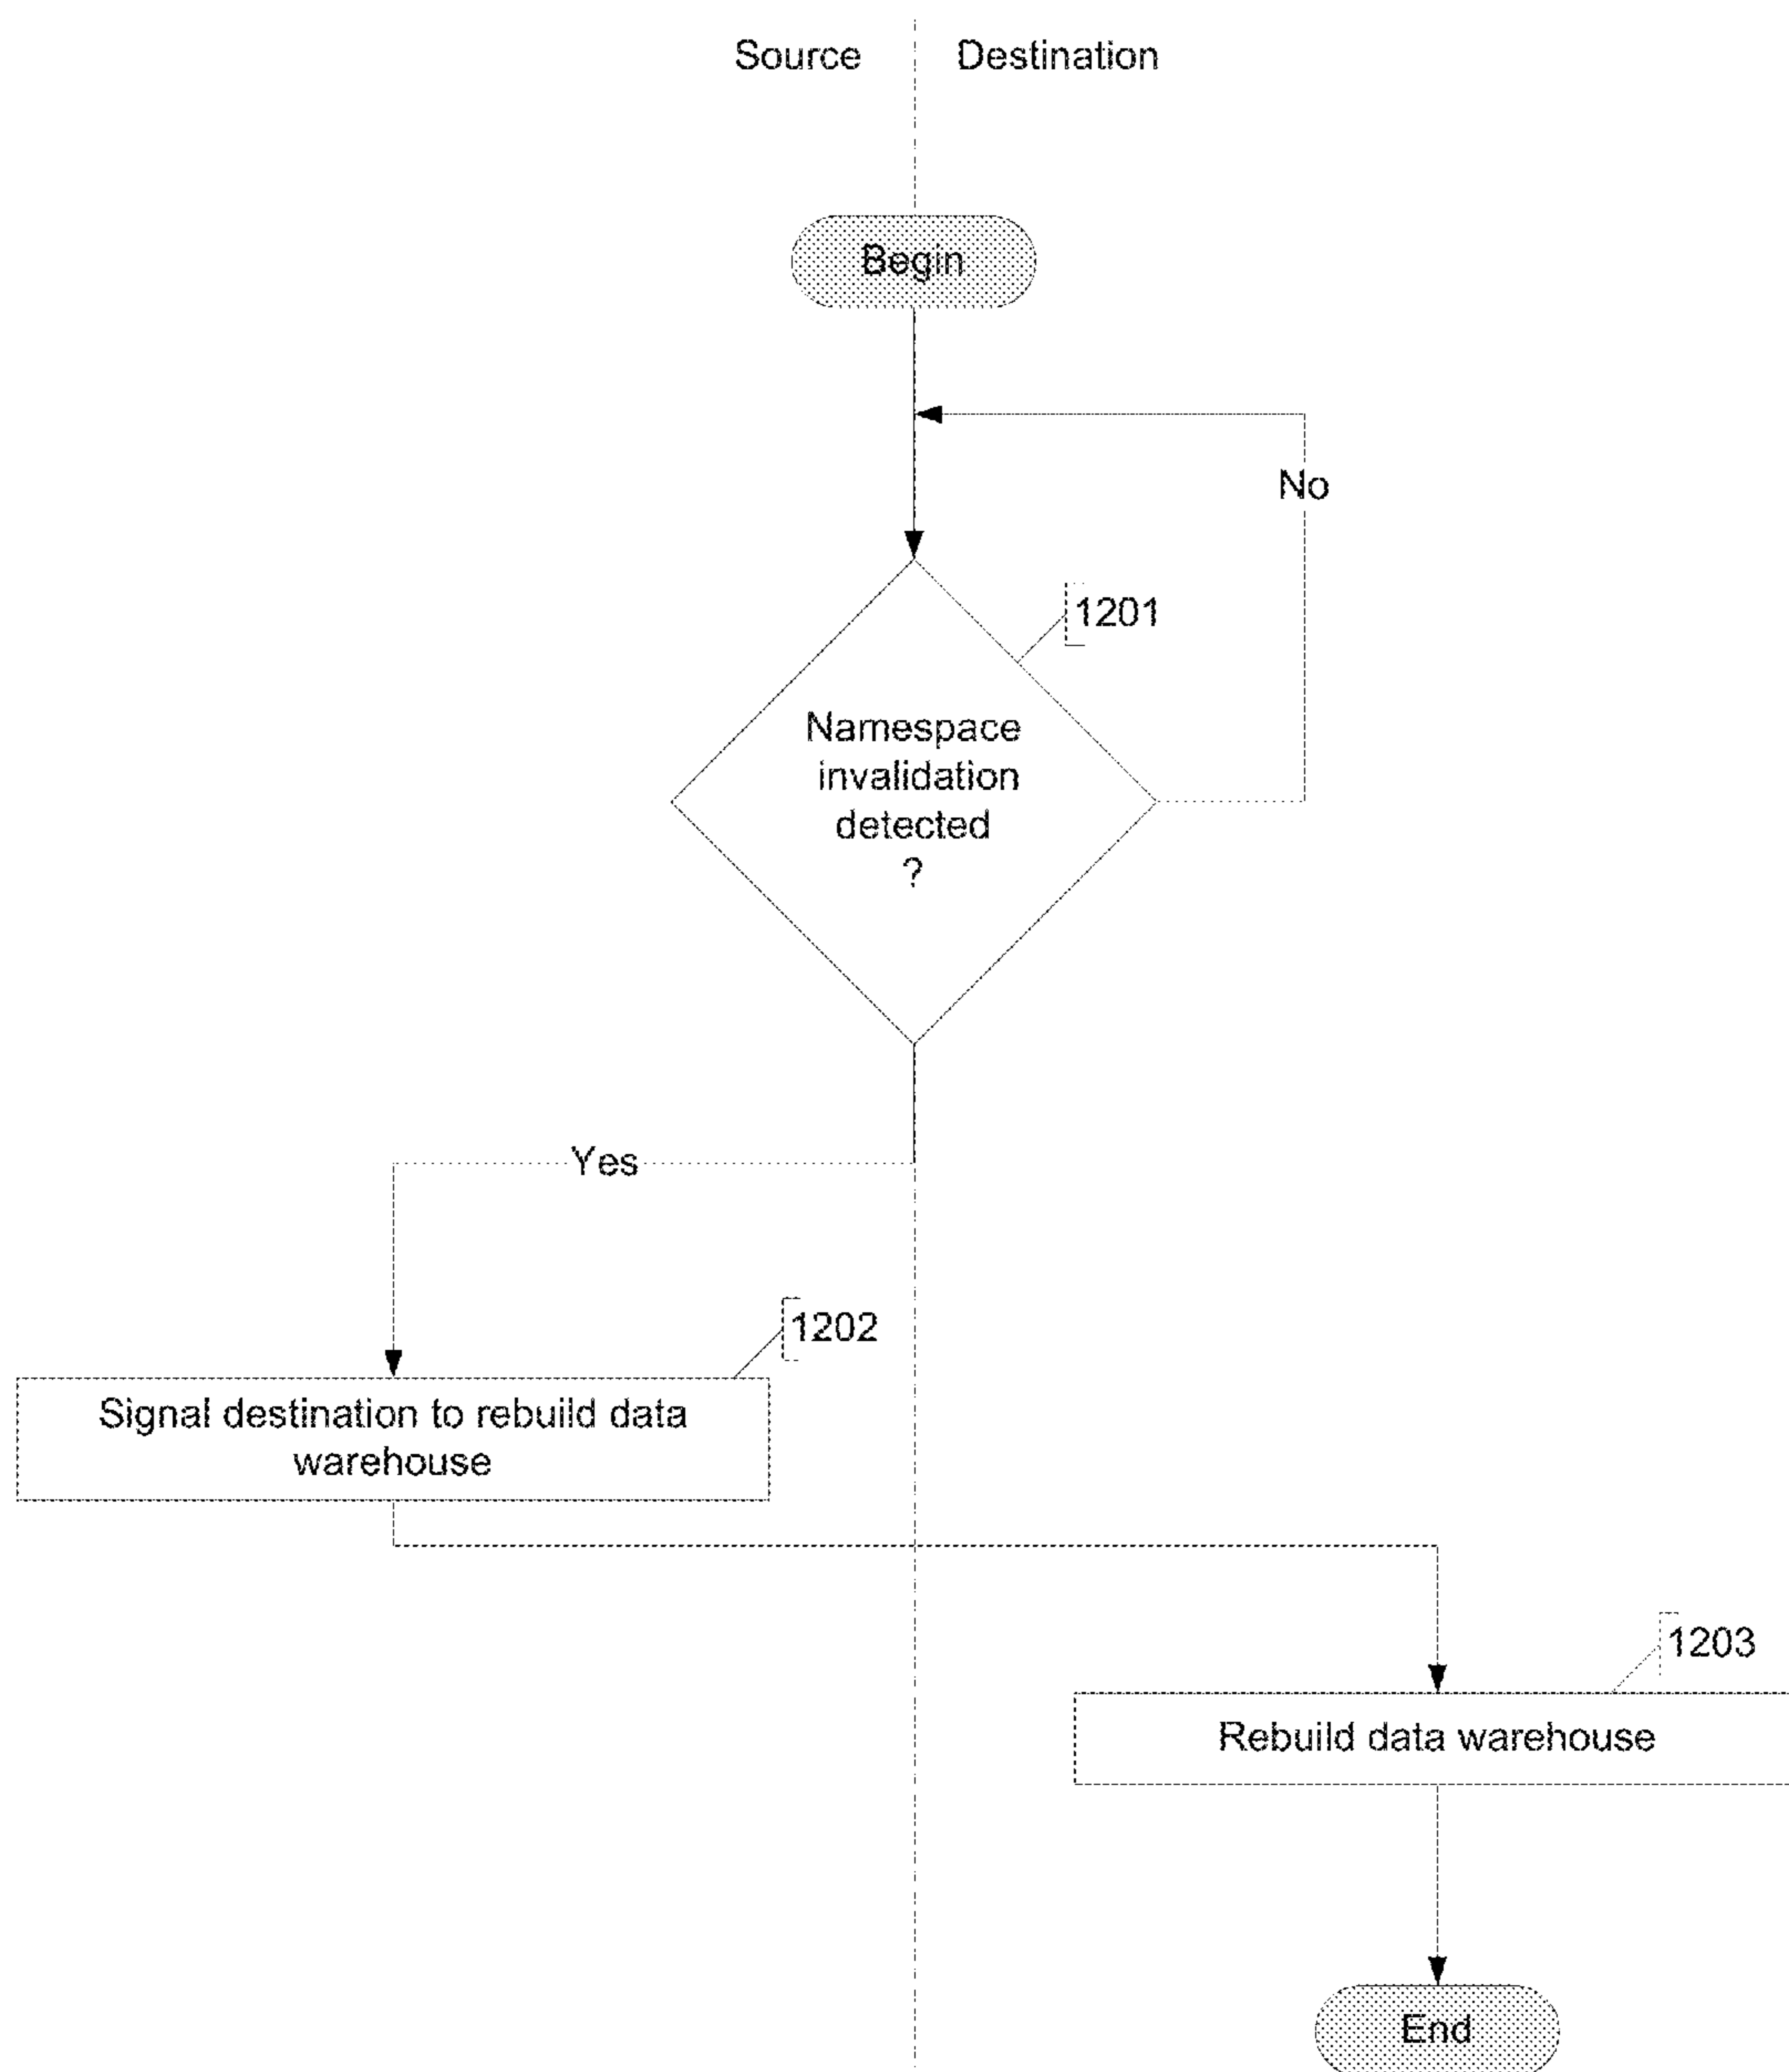 Source
Destination
Begin
No
1201
Namespace
invalidation
detected
?
Yes
1202
Signal destination to rebuild data
warehouse
1203
Rebuild data warehouse
End